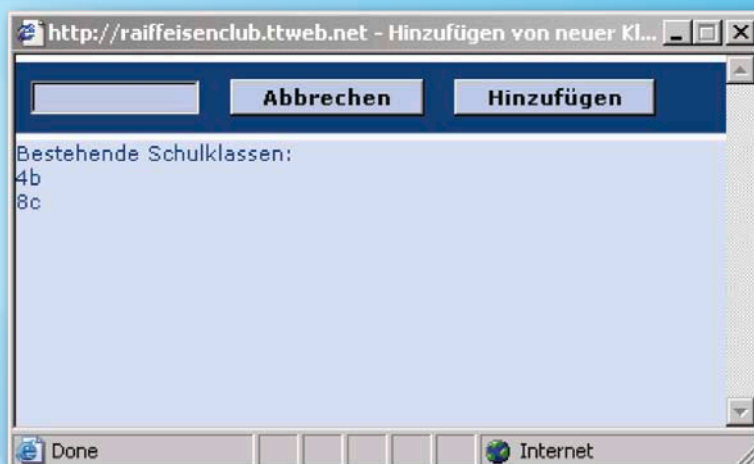 http://raiffeisenclub.ttweb.net - Hinzufügen von neuer Kl...
Abbrechen Hinzufügen
Bestehende Schulklassen:
4b
8c
Done Internet